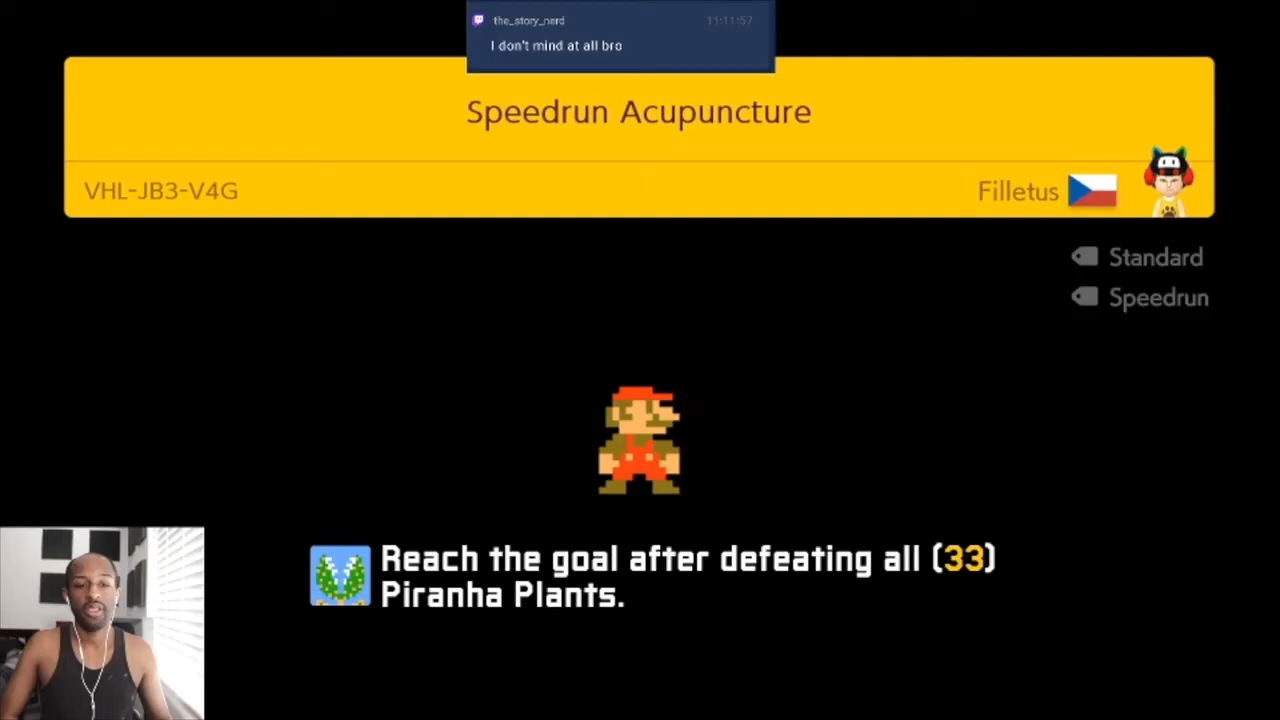 the_story_nerd 11:11:57
I don't mind at all bro
Speedrun Acupuncture
VHL-JB3-V4G
Filletus
Standard
Speedrun
Reach the goal after defeating all (33)
Piranha Plants.